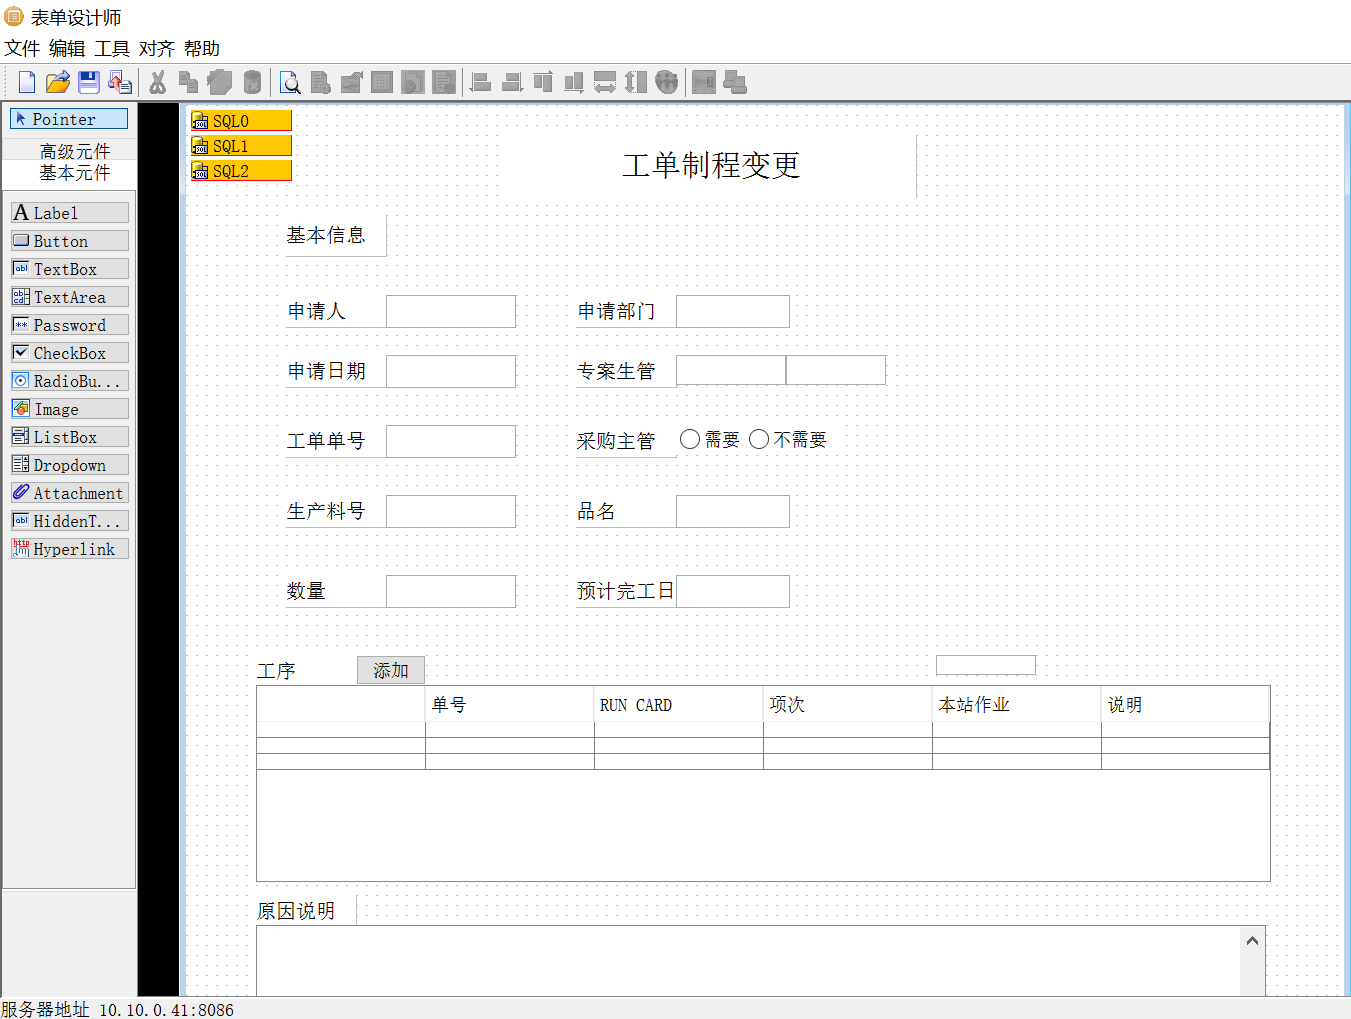 表单设计师
文件 编辑 工具 对齐 帮助
Pointer
高级元件
基本元件
Label
Button
TextBox
TextArea
Password
CheckBox
RadioBu...
Image
ListBox
Dropdown
Attachment
HiddenT...
Hyperlink
SQL0
SQL1
SQL2
工单制程变更
基本信息
申请人 申请部门
申请日期 专案生管
工单单号 采购主管 需要 不需要
生产料号 品名
数量 预计完工日
工序 添加
单号 RUN CARD 项次 本站作业 说明
原因说明
服务器地址 10.10.0.41:8086